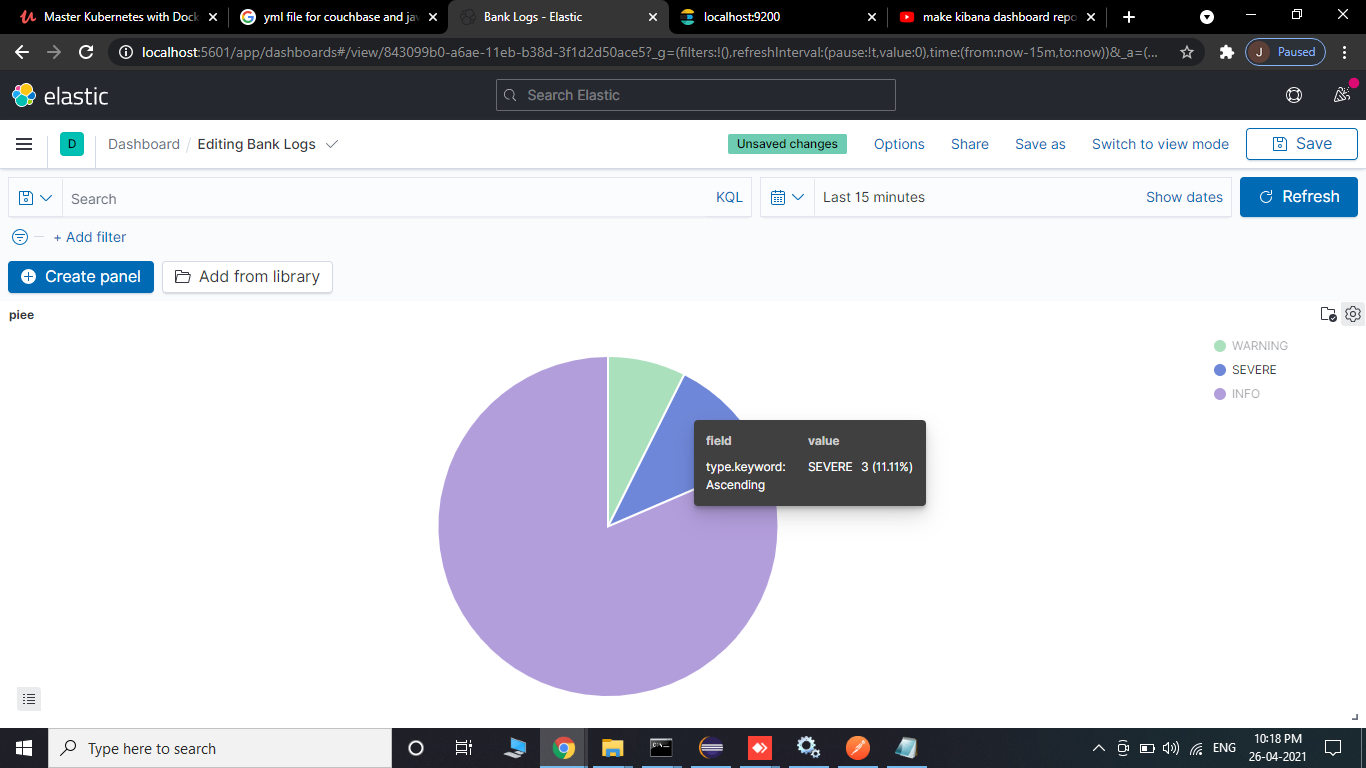 Master Kubernetes with Dock
yml file for couchbase and jav
Bank Logs - Elastic
localhost:9200
make kibana dashboard repo
localhost:5601/app/dashboards#/view/843099b0-a6ae-11eb-b38d-3f1d2d50ace5?_g=(filters:!(),refreshInterval:(pause:!t,value:0),time:(from:now-15m,to:now))&_a=(...
J Paused
elastic
Search Elastic
D Dashboard / Editing Bank Logs
Unsaved changes Options Share Save as Switch to view mode Save
Search KQL
Last 15 minutes Show dates Refresh
+ Add filter
Create panel Add from library
piee
WARNING
SEVERE
INFO
field value
type.keyword: SEVERE 3 (11.11%)
Ascending
Type here to search
ENG
10:18 PM
26-04-2021